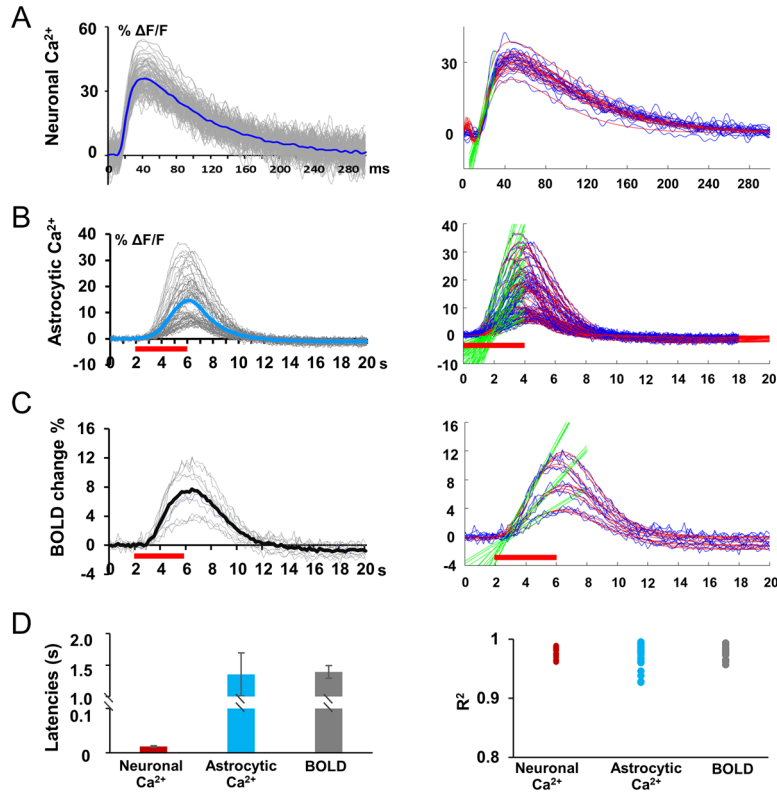 A
% ΔF/F
Neuronal Ca²⁺
60
30
0
40 80 120 160 200 240 280 ms
30
0
0 40 80 120 160 200 240 280
B
% ΔF/F
Astrocytic Ca²⁺
40
30
20
10
0
-10
0 2 4 6 8 10 12 14 16 18 20 s
40
30
20
10
0
-10
0 2 4 6 8 10 12 14 16 18 20
C
BOLD change %
16
12
8
4
0
-4
0 2 4 6 8 10 12 14 16 18 20 s
16
12
8
4
0
-4
0 2 4 6 8 10 12 14 16 18 20
D
Latencies (s)
2.0
1.5
1.0
0.1
0
Neuronal Ca²⁺
Astrocytic Ca²⁺
BOLD
R²
1
0.9
0.8
Neuronal Ca²⁺
Astrocytic Ca²⁺
BOLD